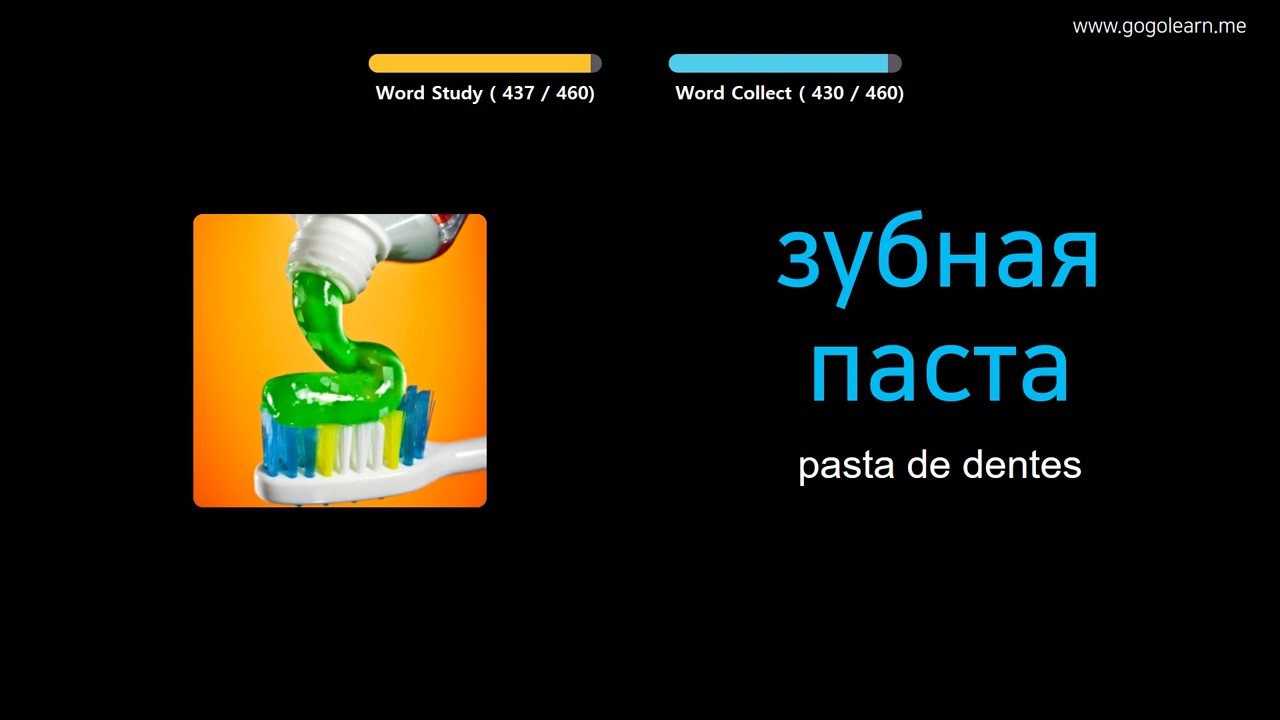 www.gogolearn.me
Word Study ( 437 / 460)
Word Collect ( 430 / 460)
зубная
паста
pasta de dentes